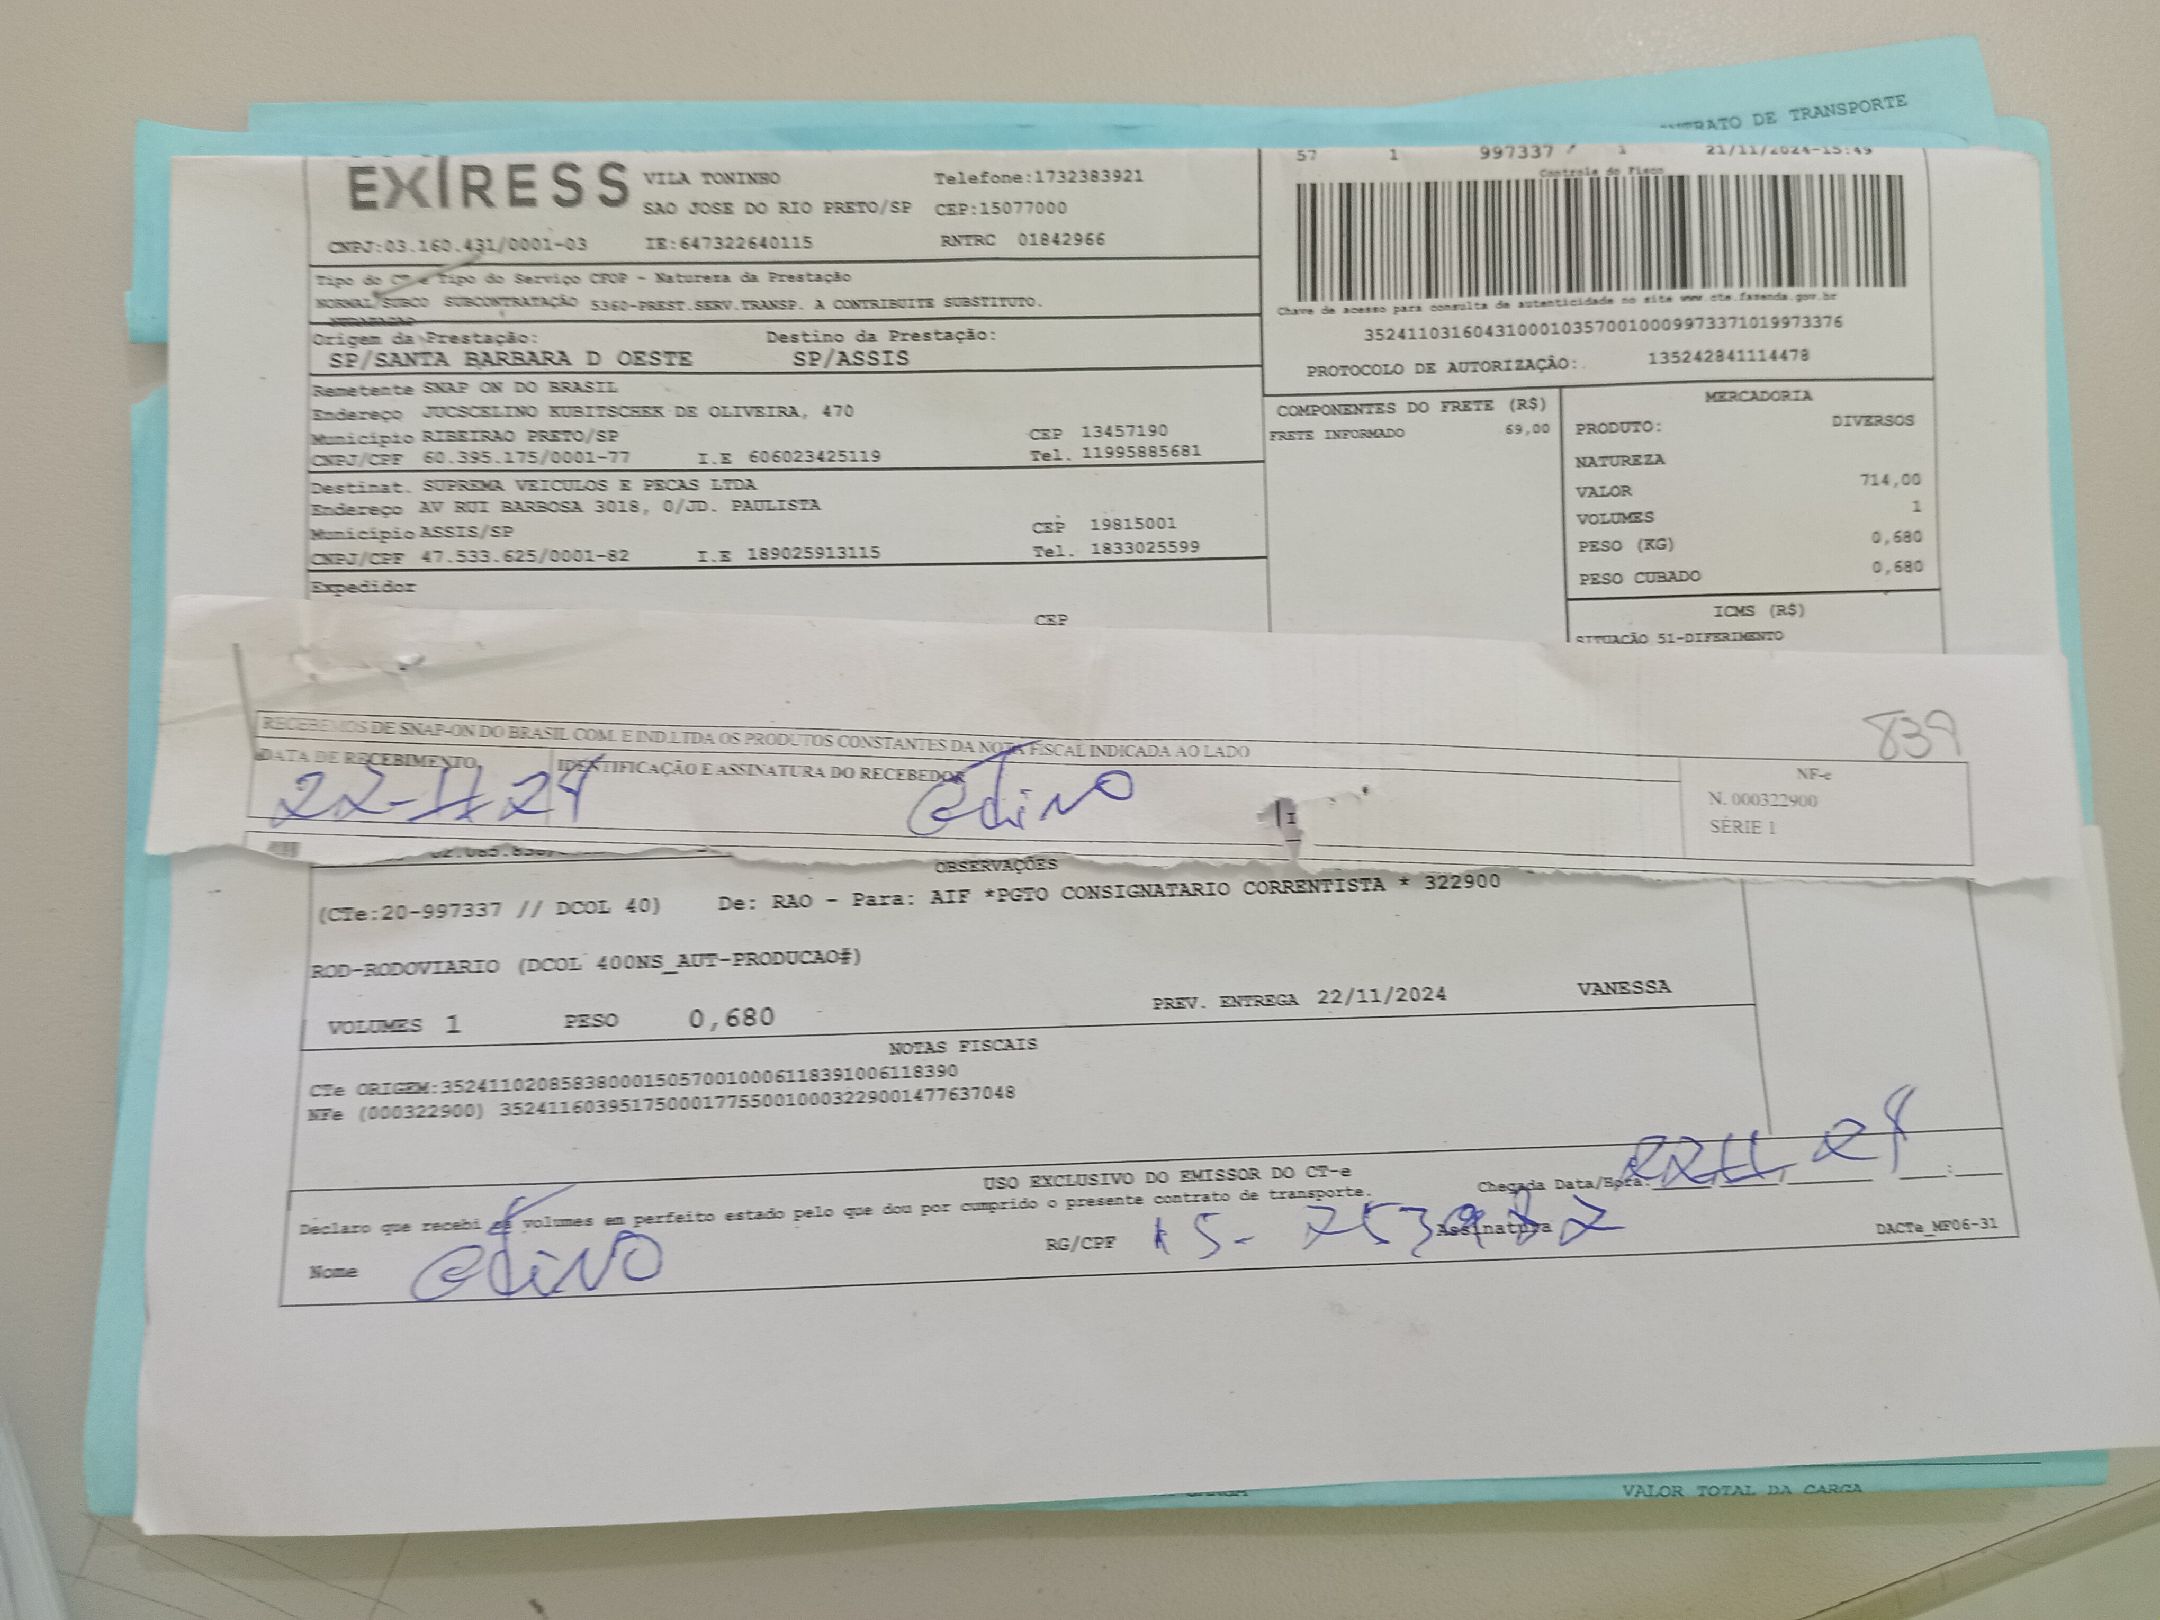 CONTRATO DE TRANSPORTE
EXPRESS
VILA TONINHO
Telefone:1732383921
SAO JOSE DO RIO PRETO/SP CEP:15077000
CNPJ:03.160.431/0001-03 IE:647322640115 RNTRC 01842966
57 1 997337 / 1 21/11/2024-15:49
Controle do Fisco
Tipo do CT-e Tipo do Serviço CFOP - Natureza da Prestação
NORMAL SUBCO SUBCONTRATAÇÃO 5360-PREST.SERV.TRANSP. A CONTRIBUITE SUBSTITUTO.
Chave de acesso para consulta de autenticidade no site www.cte.fazenda.gov.br
35241103160431000103570010009973371019973376
PROTOCOLO DE AUTORIZAÇÃO:. 135242841114478
Origem da Prestação: Destino da Prestação:
SP/SANTA BARBARA D OESTE SP/ASSIS
Remetente SNAP ON DO BRASIL
Endereço JUCSCELINO KUBITSCHEK DE OLIVEIRA, 470
Município RIBEIRAO PRETO/SP CEP 13457190
CNPJ/CPF 60.395.175/0001-77 I.E 606023425119 Tel. 11995885681
Destinat. SUPREMA VEICULOS E PECAS LTDA
Endereço AV RUI BARBOSA 3018, 0/JD. PAULISTA
Município ASSIS/SP CEP 19815001
CNPJ/CPF 47.533.625/0001-82 I.E 189025913115 Tel. 1833025599
Expedidor
CEP
COMPONENTES DO FRETE (R$)
FRETE INFORMADO 69,00
MERCADORIA
PRODUTO: DIVERSOS
NATUREZA
VALOR 714,00
VOLUMES 1
PESO (KG) 0,680
PESO CUBADO 0,680
ICMS (R$)
SITUAÇÃO 51-DIFERIMENTO
839
RECEBEMOS DE SNAP-ON DO BRASIL COM. E IND.LTDA OS PRODUTOS CONSTANTES DA NOTA FISCAL INDICADA AO LADO
DATA DE RECEBIMENTO IDENTIFICAÇÃO E ASSINATURA DO RECEBEDOR
22-11 24 Edino
NF-e
N. 000322900
SÉRIE 1
OBSERVAÇÕES
(CTe:20-997337 // DCOL 40) De: RAO - Para: AIF *PGTO CONSIGNATARIO CORRENTISTA * 322900
ROD-RODOVIARIO (DCOL 400NS_AUT-PRODUCAO#)
VOLUMES 1 PESO 0,680 PREV. ENTREGA 22/11/2024 VANESSA
NOTAS FISCAIS
CTe ORIGEM:35241102085838000150570010006118391006118390
NFe (000322900) 35241160395175000177550010003229001477637048
USO EXCLUSIVO DO EMISSOR DO CT-e
Declaro que recebi os volumes em perfeito estado pelo que dou por cumprido o presente contrato de transporte.
Chegada Data/Hora: 22 11 24
Nome Edino RG/CPF Assinatura
DACTe_MF06-31
VALOR TOTAL DA CARGA